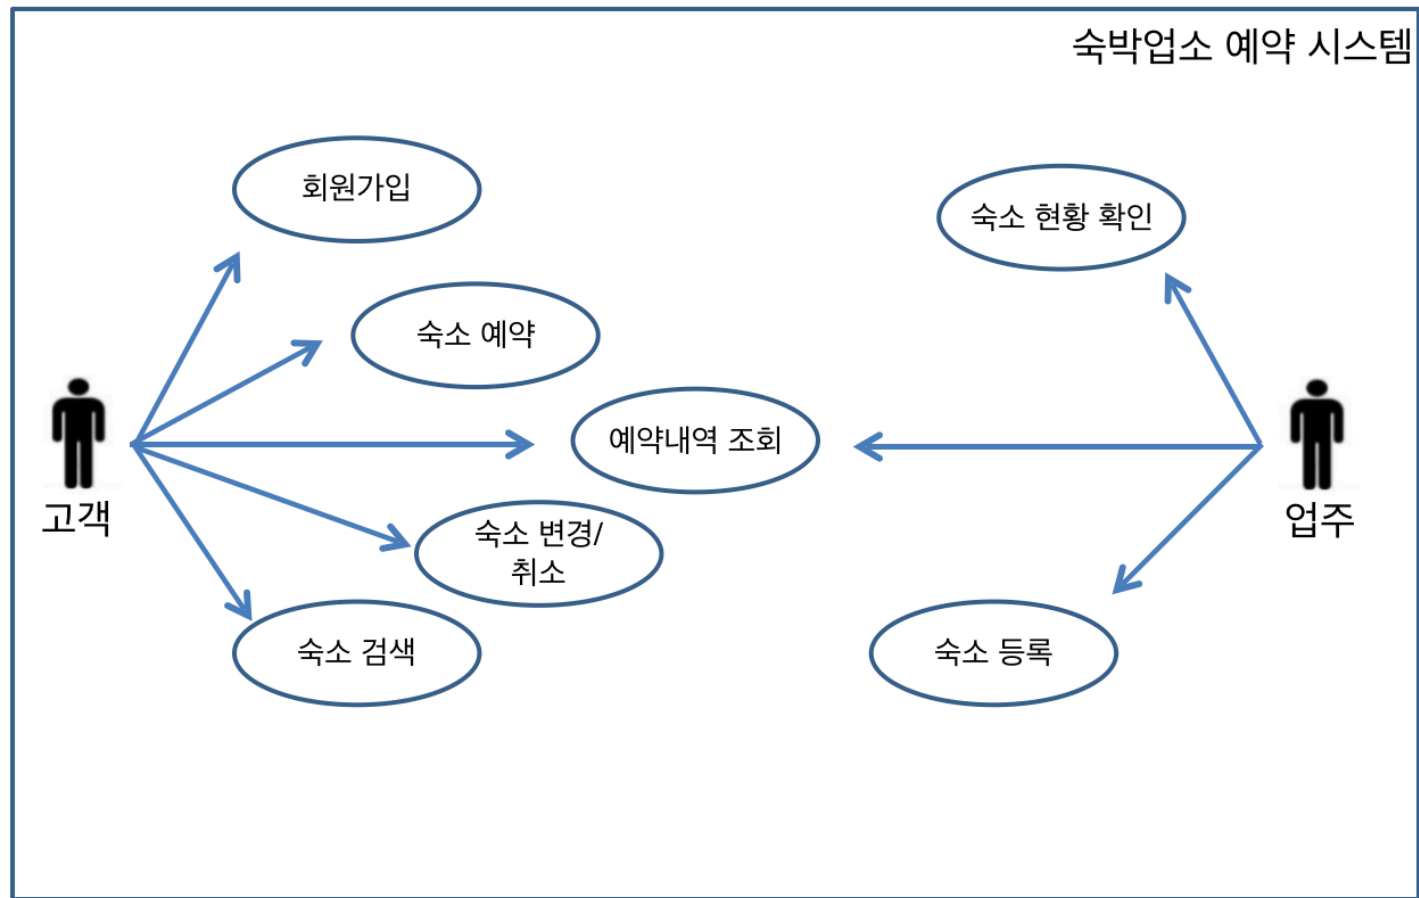 숙박업소 예약 시스템
회원가입
숙소 현황 확인
숙소 예약
예약내역 조회
고객
업주
숙소 변경/
취소
숙소 검색
숙소 등록